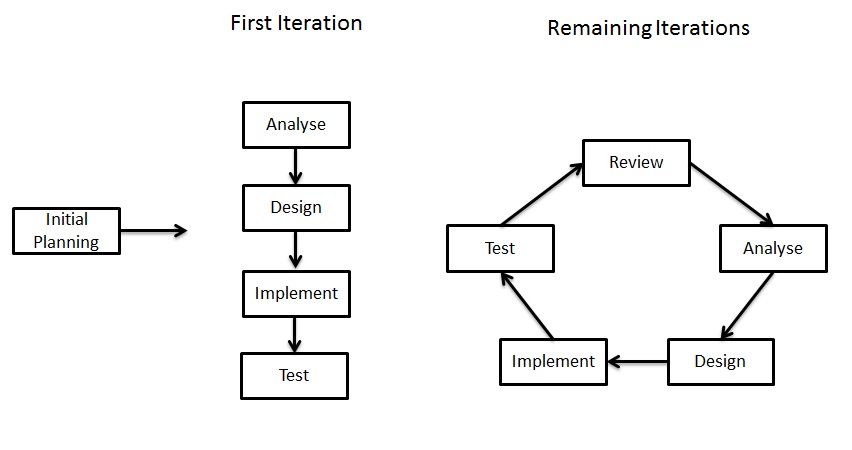 First Iteration
Remaining Iterations
Initial
Planning
Analyse
Design
Implement
Test
Review
Analyse
Design
Implement
Test